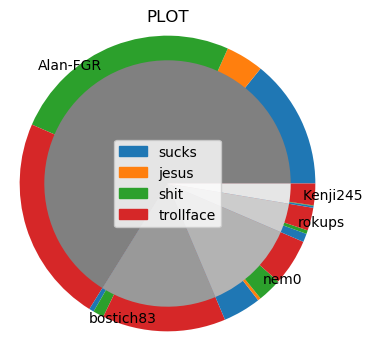 PLOT
Alan-FGR
sucks
jesus
shit
trollface
Kenji245
rokups
nem0
bostich83